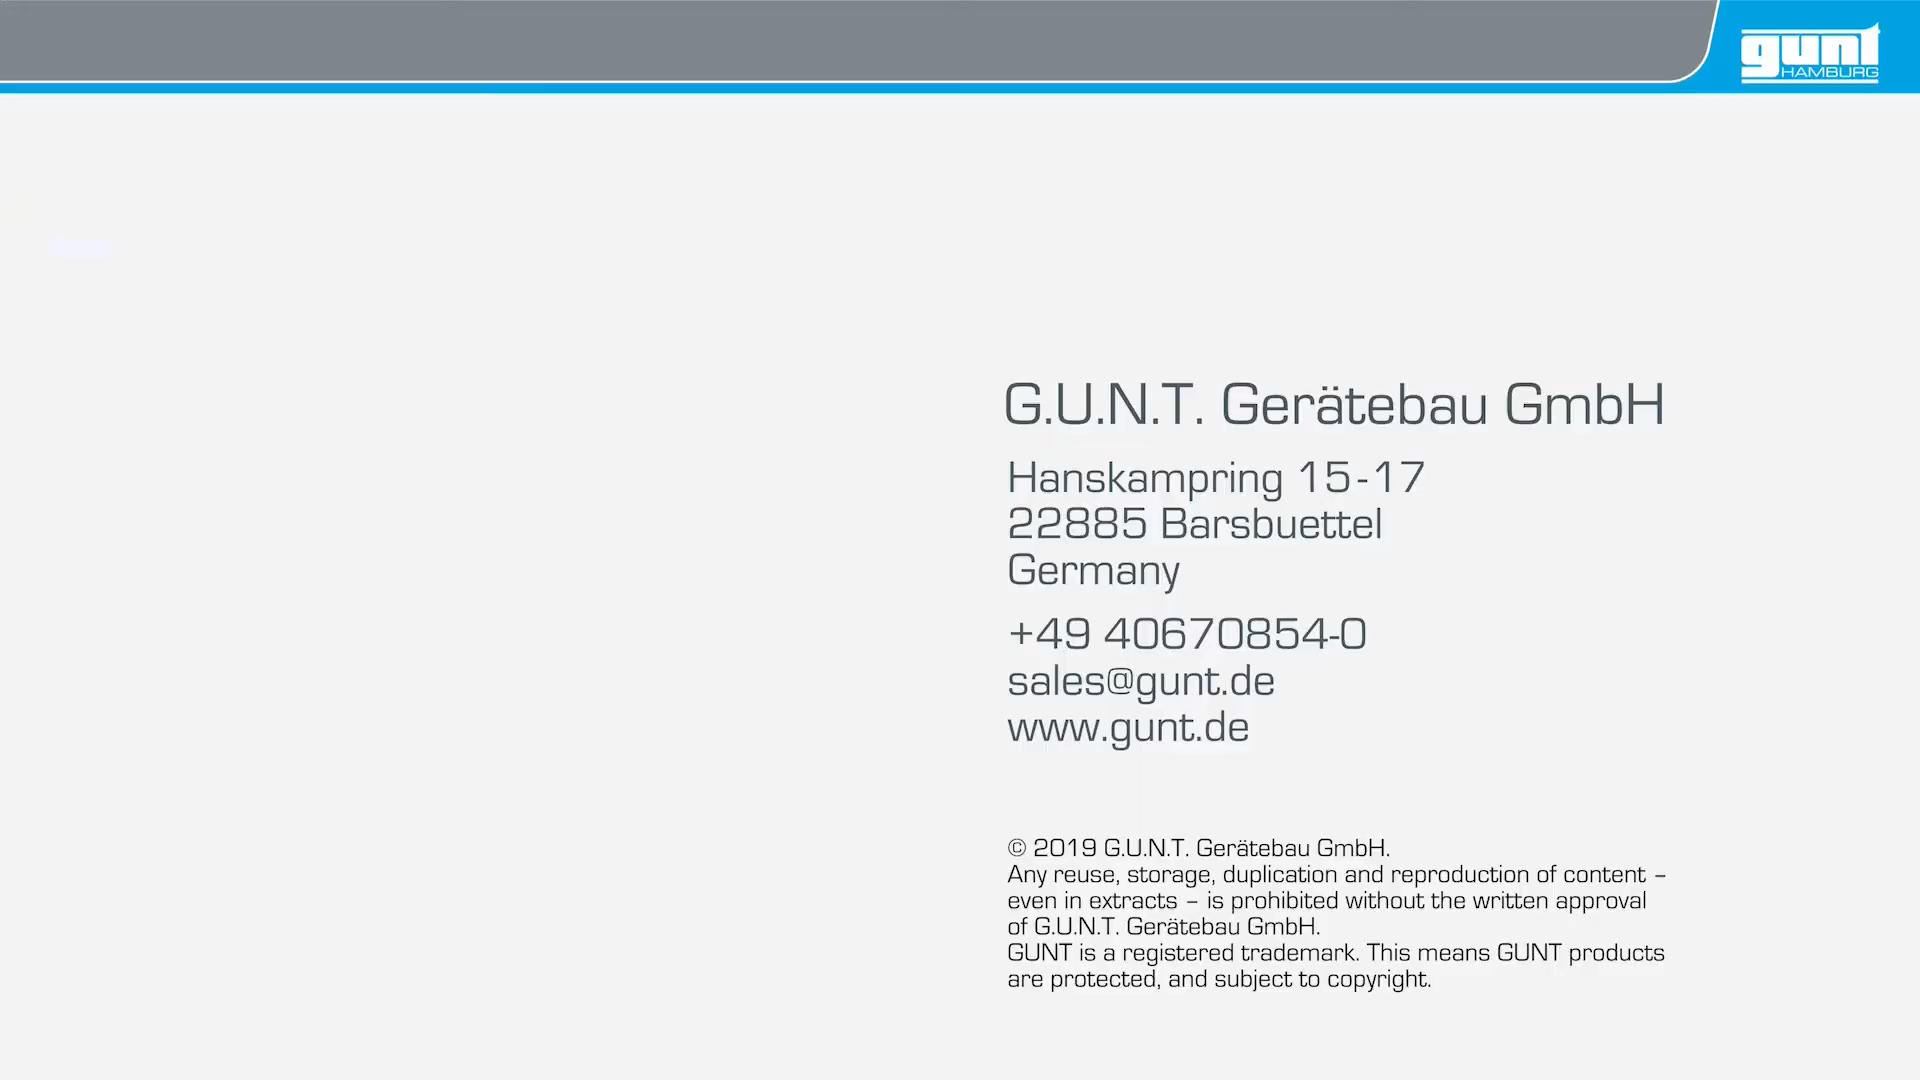 gunt
HAMBURG
G.U.N.T. Gerätebau GmbH
Hanskampring 15-17
22885 Barsbuettel
Germany
+49 40670854-0
sales@gunt.de
www.gunt.de
© 2019 G.U.N.T. Gerätebau GmbH.
Any reuse, storage, duplication and reproduction of content –
even in extracts – is prohibited without the written approval
of G.U.N.T. Gerätebau GmbH.
GUNT is a registered trademark. This means GUNT products
are protected, and subject to copyright.